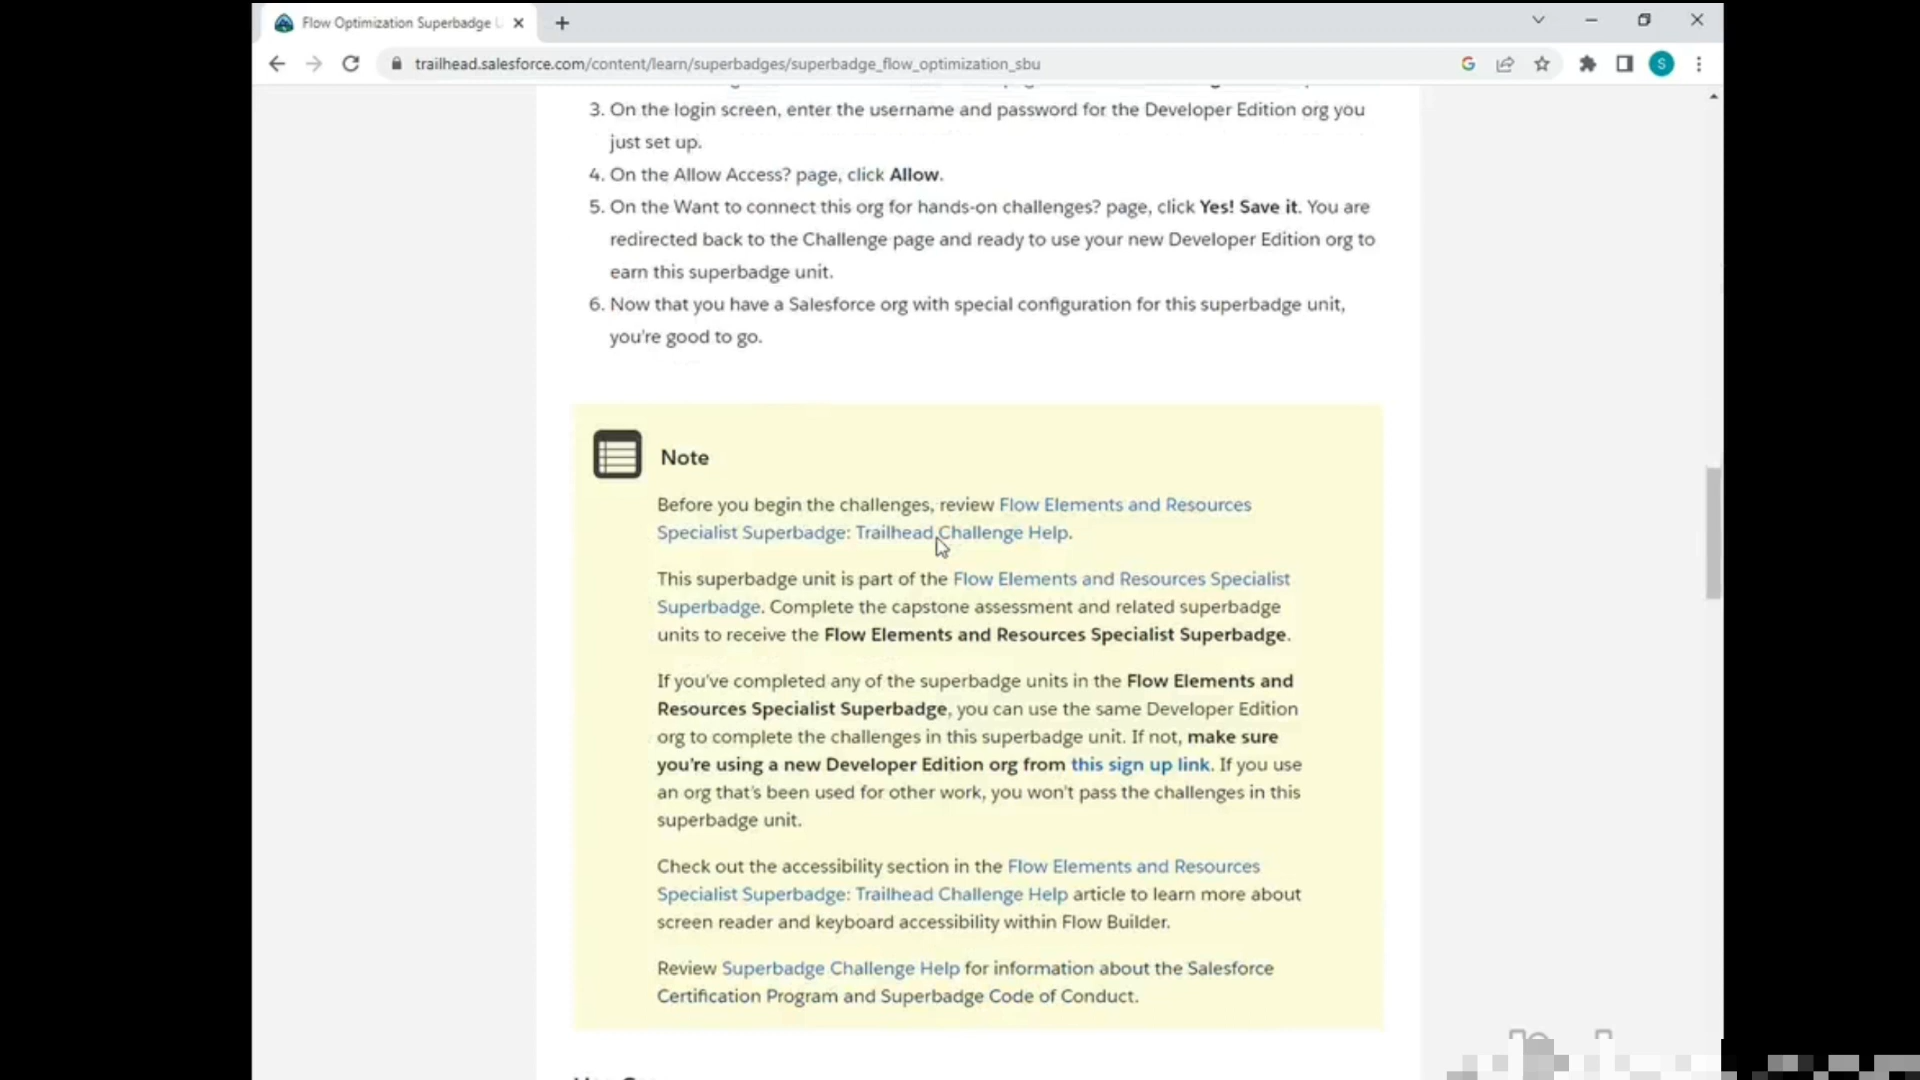 Flow Optimization Superbadge U
trailhead.salesforce.com/content/learn/superbadges/superbadge_flow_optimization_sbu
S
3. On the login screen, enter the username and password for the Developer Edition org you
just set up.
4. On the Allow Access? page, click Allow.
5. On the Want to connect this org for hands-on challenges? page, click Yes! Save it. You are
redirected back to the Challenge page and ready to use your new Developer Edition org to
earn this superbadge unit.
6. Now that you have a Salesforce org with special configuration for this superbadge unit,
you're good to go.
Note
Before you begin the challenges, review Flow Elements and Resources
Specialist Superbadge: Trailhead Challenge Help.
This superbadge unit is part of the Flow Elements and Resources Specialist
Superbadge. Complete the capstone assessment and related superbadge
units to receive the Flow Elements and Resources Specialist Superbadge.
If you've completed any of the superbadge units in the Flow Elements and
Resources Specialist Superbadge, you can use the same Developer Edition
org to complete the challenges in this superbadge unit. If not, make sure
you're using a new Developer Edition org from this sign up link. If you use
an org that's been used for other work, you won't pass the challenges in this
superbadge unit.
Check out the accessibility section in the Flow Elements and Resources
Specialist Superbadge: Trailhead Challenge Help article to learn more about
screen reader and keyboard accessibility within Flow Builder.
Review Superbadge Challenge Help for information about the Salesforce
Certification Program and Superbadge Code of Conduct.